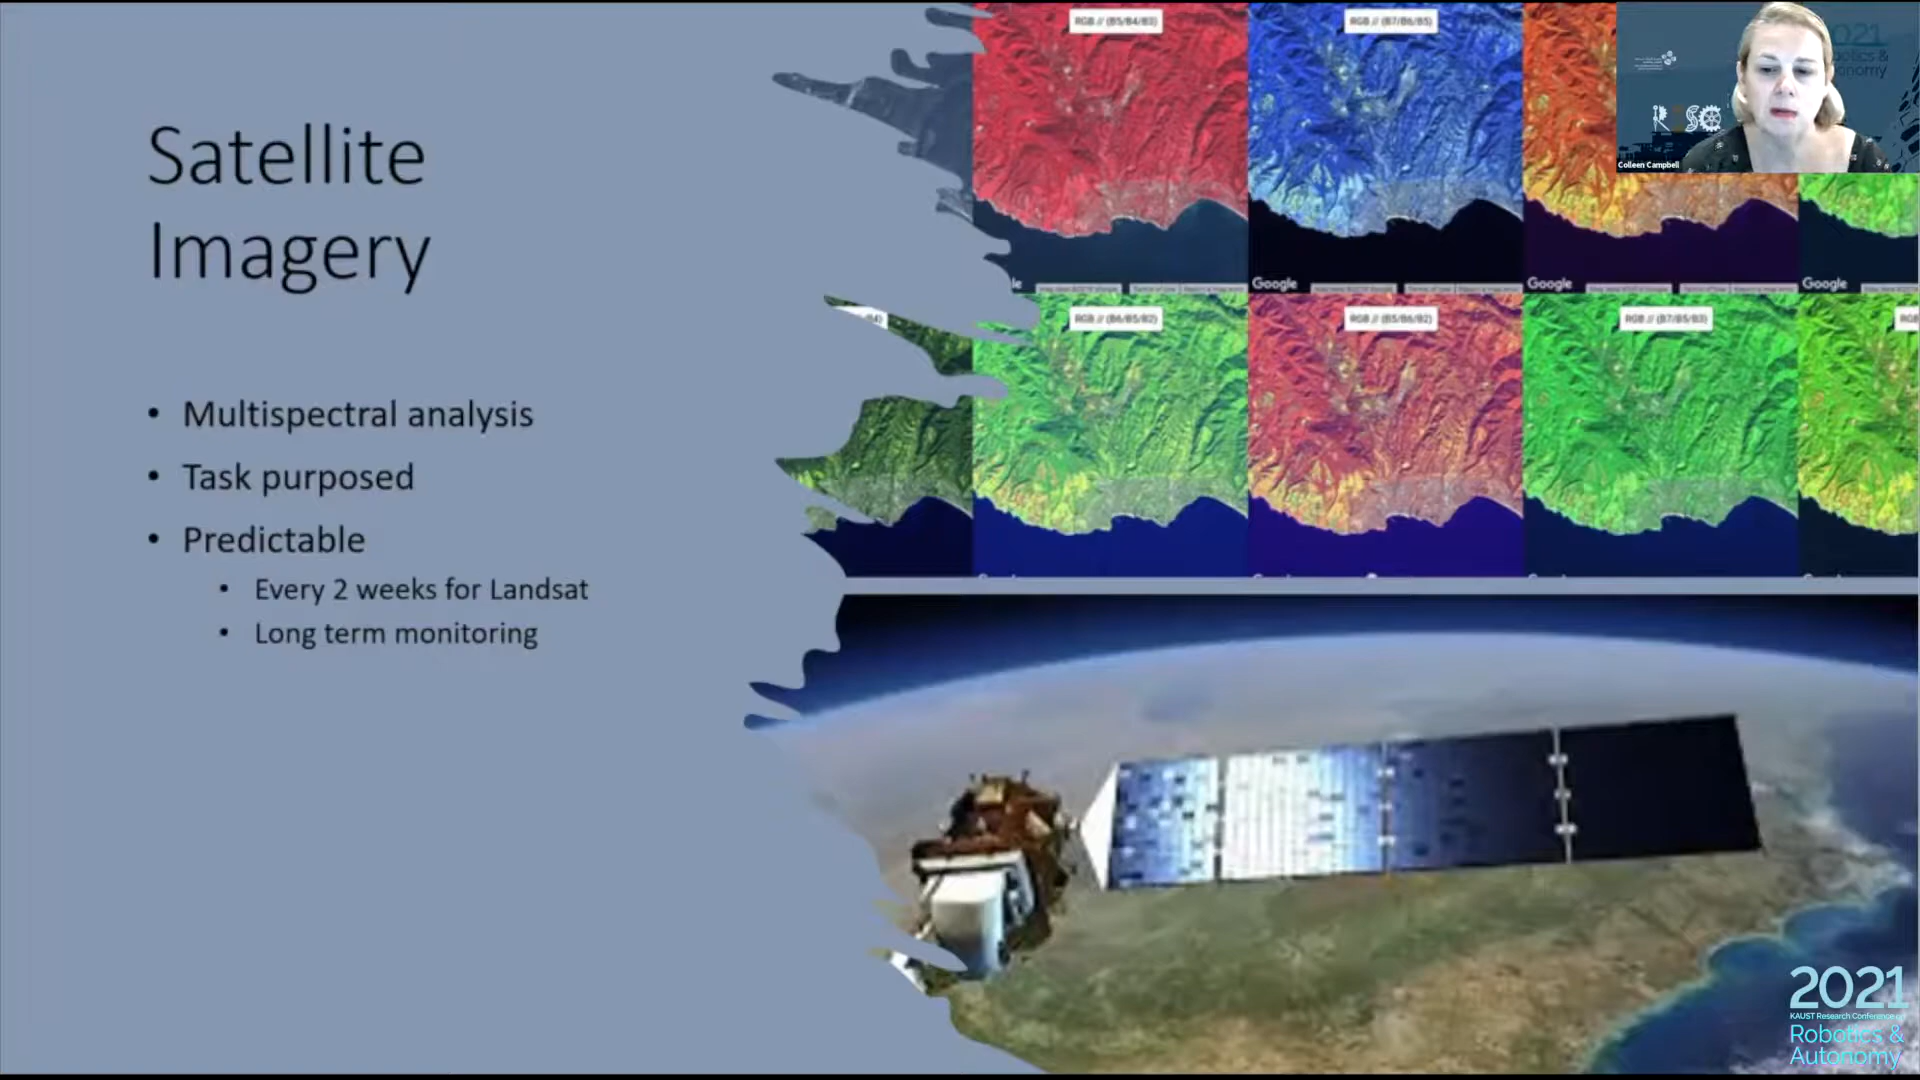 Satellite
Imagery
• Multispectral analysis
• Task purposed
• Predictable
• Every 2 weeks for Landsat
• Long term monitoring
RGB // (B5/B4/B3)
RGB // (B7/B6/B5)
Google
Google
Google
RGB // (B6/B5/B2)
RGB // (B5/B6/B2)
RGB // (B7/B5/B3)
Colleen Campbell
2021
KAUST Research Conference on
Robotics &
Autonomy